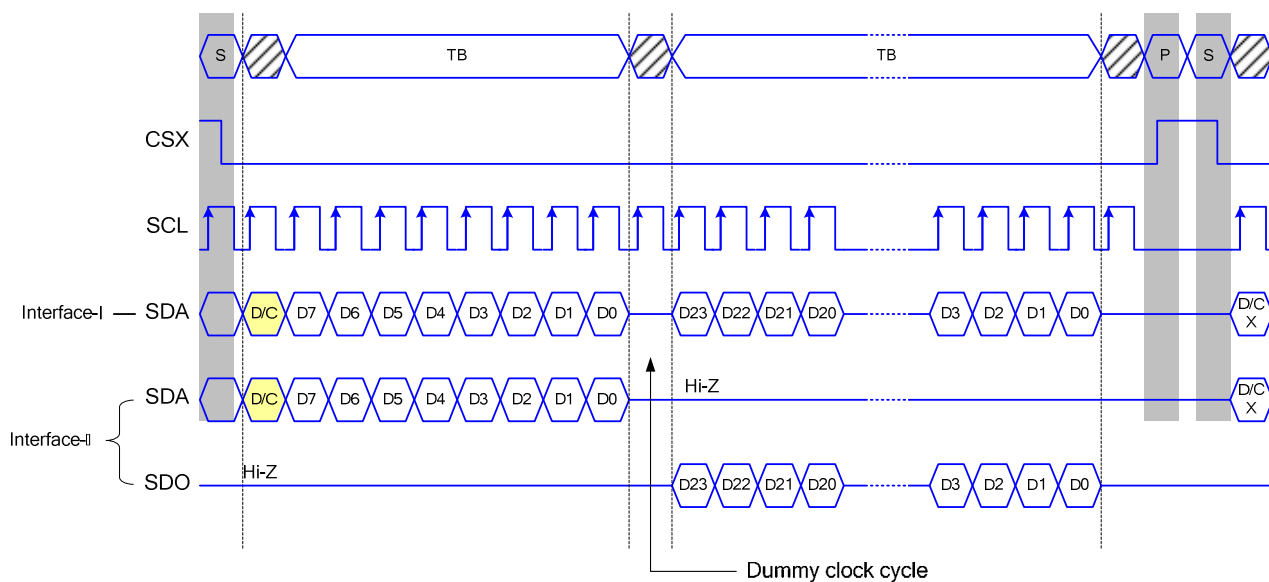 S TB TB P S
CSX
SCL
Interface-I SDA D/C D7 D6 D5 D4 D3 D2 D1 D0 D23 D22 D21 D20 D3 D2 D1 D0 D/C X
SDA D/C D7 D6 D5 D4 D3 D2 D1 D0 Hi-Z D/C X
Interface-
SDO Hi-Z D23 D22 D21 D20 D3 D2 D1 D0
Dummy clock cycle